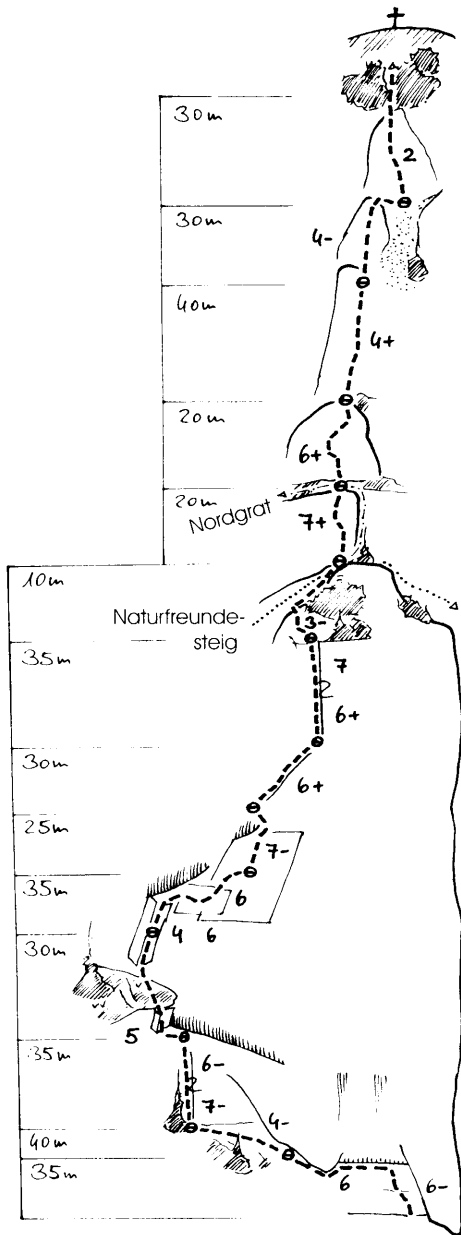 30m
2
30m
4-
40m
4+
20m
6+
20m
Nordgrat
7+
10m
Naturfreunde-
steig
3-
35m
7
6+
30m
6+
25m
7-
35m
6
4
6
30m
5
35m
6-
7-
4-
40m
35m
6
6-